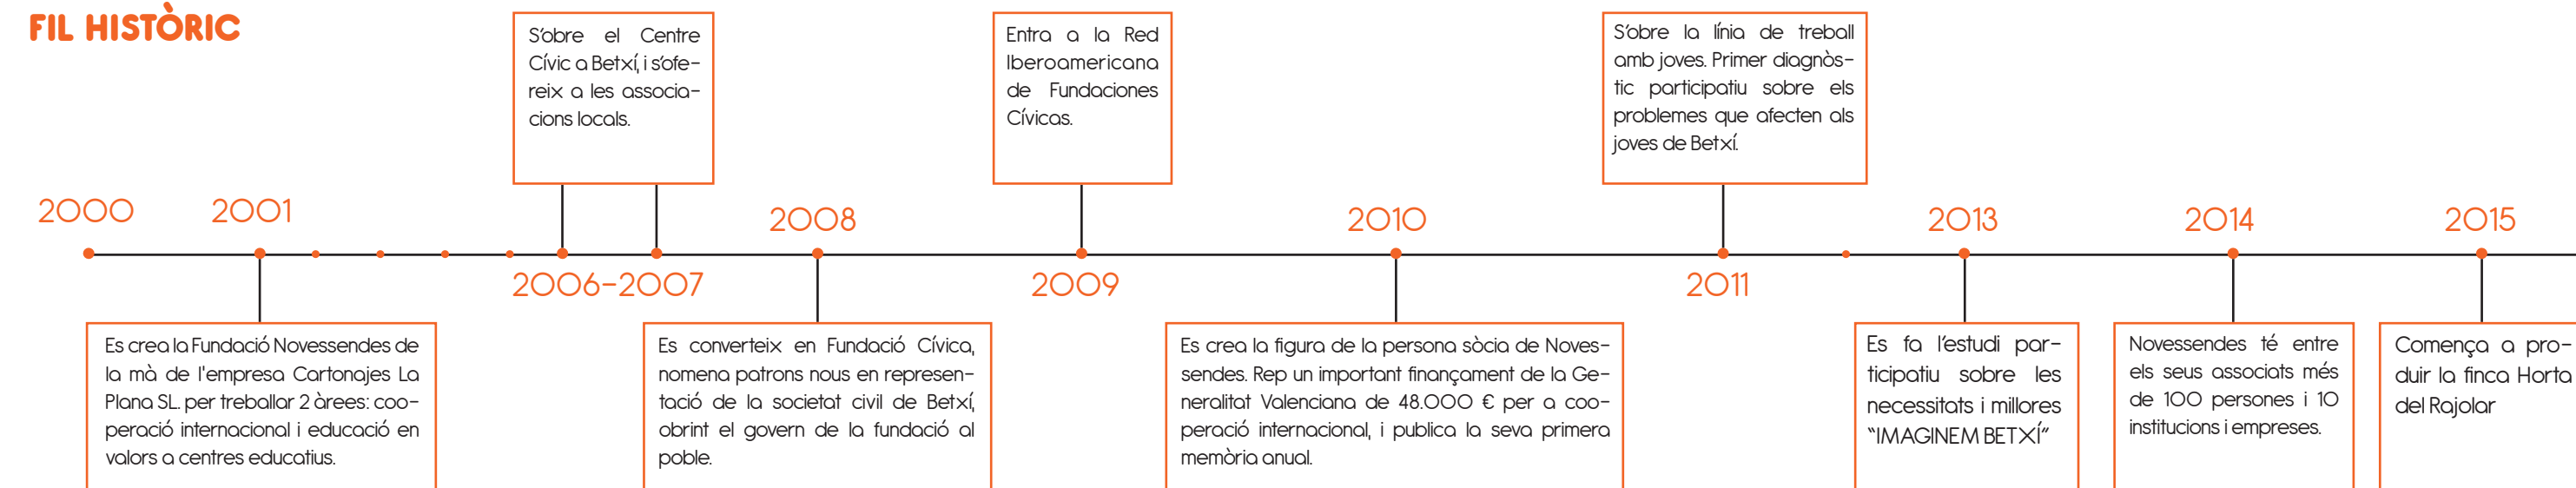 FIL HISTÒRIC
S'obre el Centre
Cívic a Betxí, i s'ofe-
reix a les associa-
cions locals.
Entra a la Red
Iberoamericana
de Fundaciones
Cívicas.
S'obre la línia de treball
amb joves. Primer diagnòs-
tic participatiu sobre els
problemes que afecten als
joves de Betxí.
2000
2001
2008
2010
2013
2014
2015
2006-2007
2009
2011
Es crea la Fundació Novessendes de
la mà de l'empresa Cartonajes La
Plana SL. per treballar 2 àrees: coo-
peració internacional i educació en
valors a centres educatius.
Es converteix en Fundació Cívica,
nomena patrons nous en represen-
tació de la societat civil de Betxí,
obrint el govern de la fundació al
poble.
Es crea la figura de la persona sòcia de Noves-
sendes. Rep un important finançament de la Ge-
neralitat Valenciana de 48.000 € per a coo-
peració internacional, i publica la seva primera
memòria anual.
Es fa l'estudi par-
ticipatiu sobre les
necessitats i millores
“IMAGINEM BETXÍ”
Novessendes té entre
els seus associats més
de 100 persones i 10
institucions i empreses.
Comença a pro-
duir la finca Horta
del Rajolar